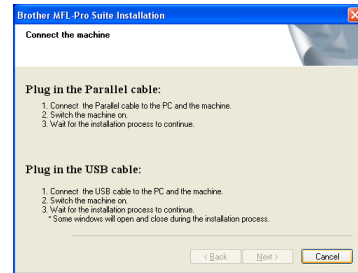 Brother MFL-Pro Suite Installation
Connect the machine
Plug in the Parallel cable:
1. Connect the Parallel cable to the PC and the machine.
2. Switch the machine on.
3. Wait for the installation process to continue.
Plug in the USB cable:
1. Connect the USB cable to the PC and the machine.
2. Switch the machine on.
3. Wait for the installation process to continue.
* Some windows will open and close during the installation process.
< Back Next > Cancel